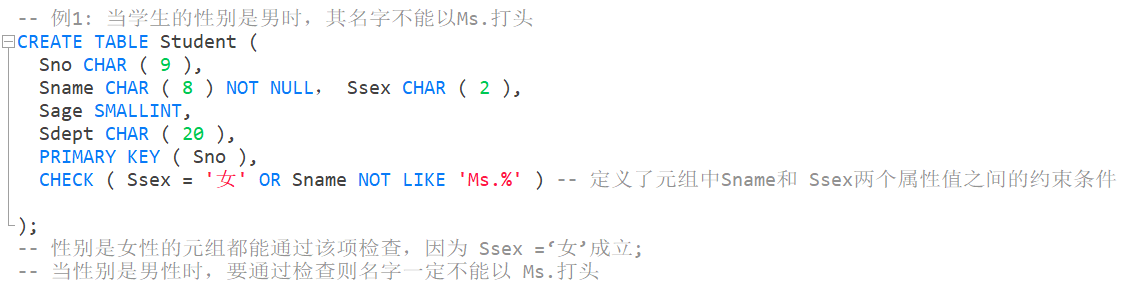 -- 例1: 当学生的性别是男时，其名字不能以Ms.打头
CREATE TABLE Student (
Sno CHAR ( 9 ),
Sname CHAR ( 8 ) NOT NULL， Ssex CHAR ( 2 ),
Sage SMALLINT,
Sdept CHAR ( 20 ),
PRIMARY KEY ( Sno ),
CHECK ( Ssex = '女' OR Sname NOT LIKE 'Ms.%' ) -- 定义了元组中Sname和 Ssex两个属性值之间的约束条件
);
-- 性别是女性的元组都能通过该项检查，因为 Ssex =‘女’成立;
-- 当性别是男性时，要通过检查则名字一定不能以 Ms.打头